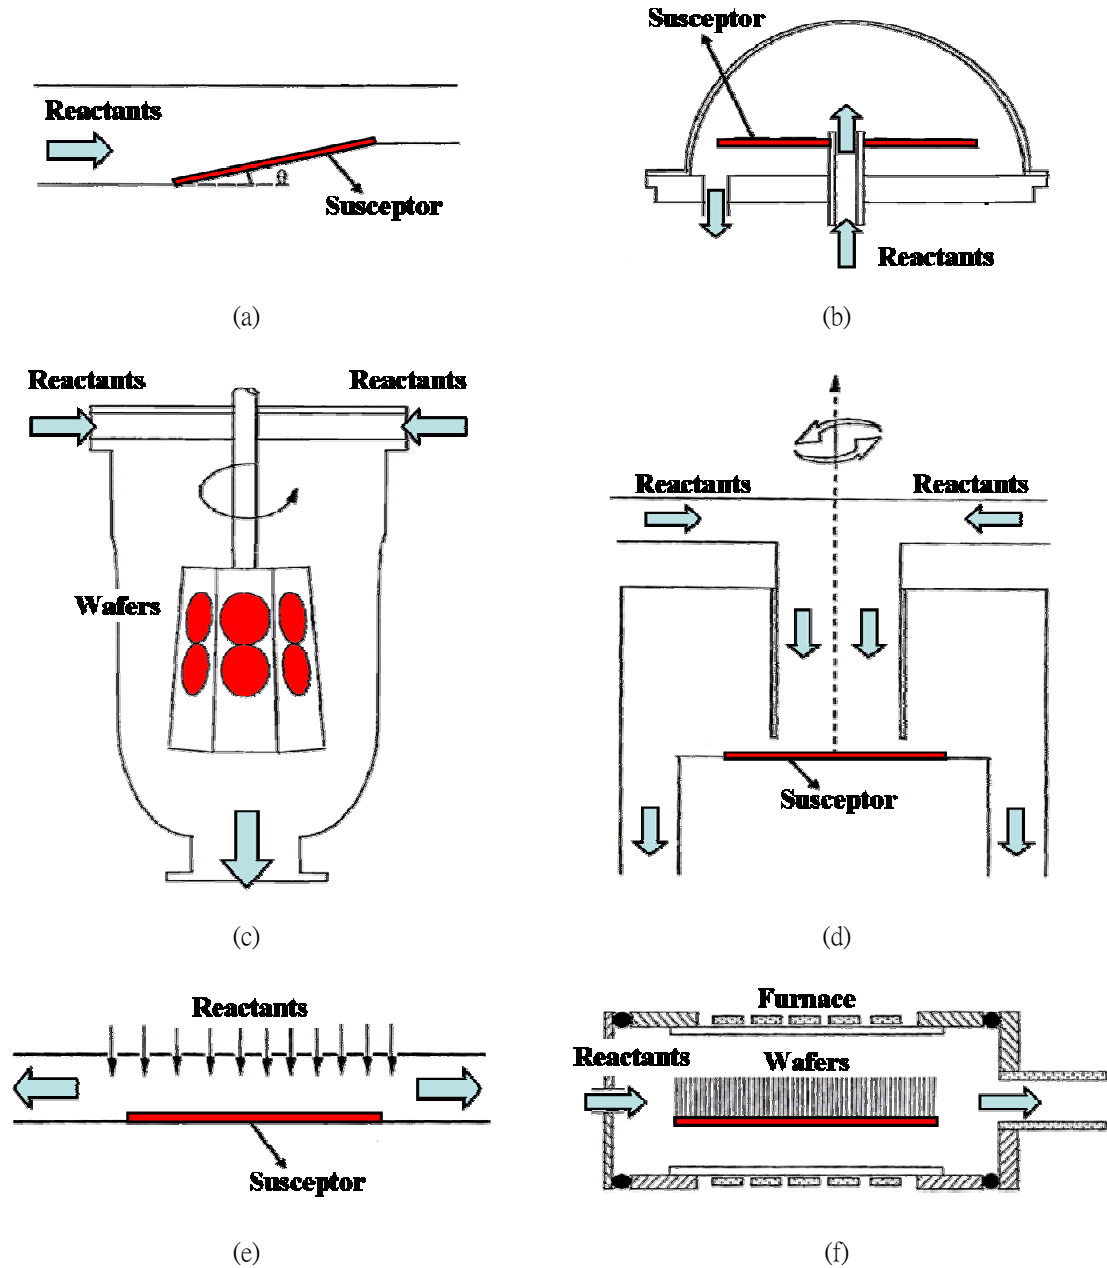 Reactants
θ
Susceptor
(a)
Susceptor
Reactants
(b)
Reactants
Reactants
Wafers
(c)
Reactants
Reactants
Susceptor
(d)
Reactants
Susceptor
(e)
Furnace
Reactants
Wafers
(f)